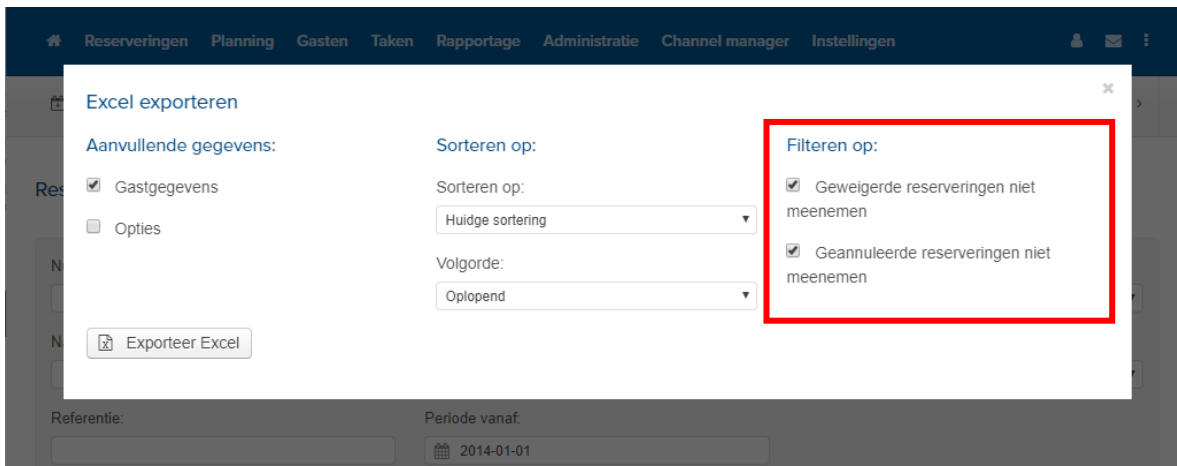 Reserveringen Planning Gasten Taken Rapportage Administratie Channel manager Instellingen
Excel exporteren
Aanvullende gegevens:
Gastgegevens
Opties
Exporteer Excel
Sorteren op:
Sorteren op:
Huidge sortering
Volgorde:
Oplopend
Filteren op:
Geweigerde reserveringen niet
meenemen
Geannuleerde reserveringen niet
meenemen
Res
Referentie:
Periode vanaf:
2014-01-01